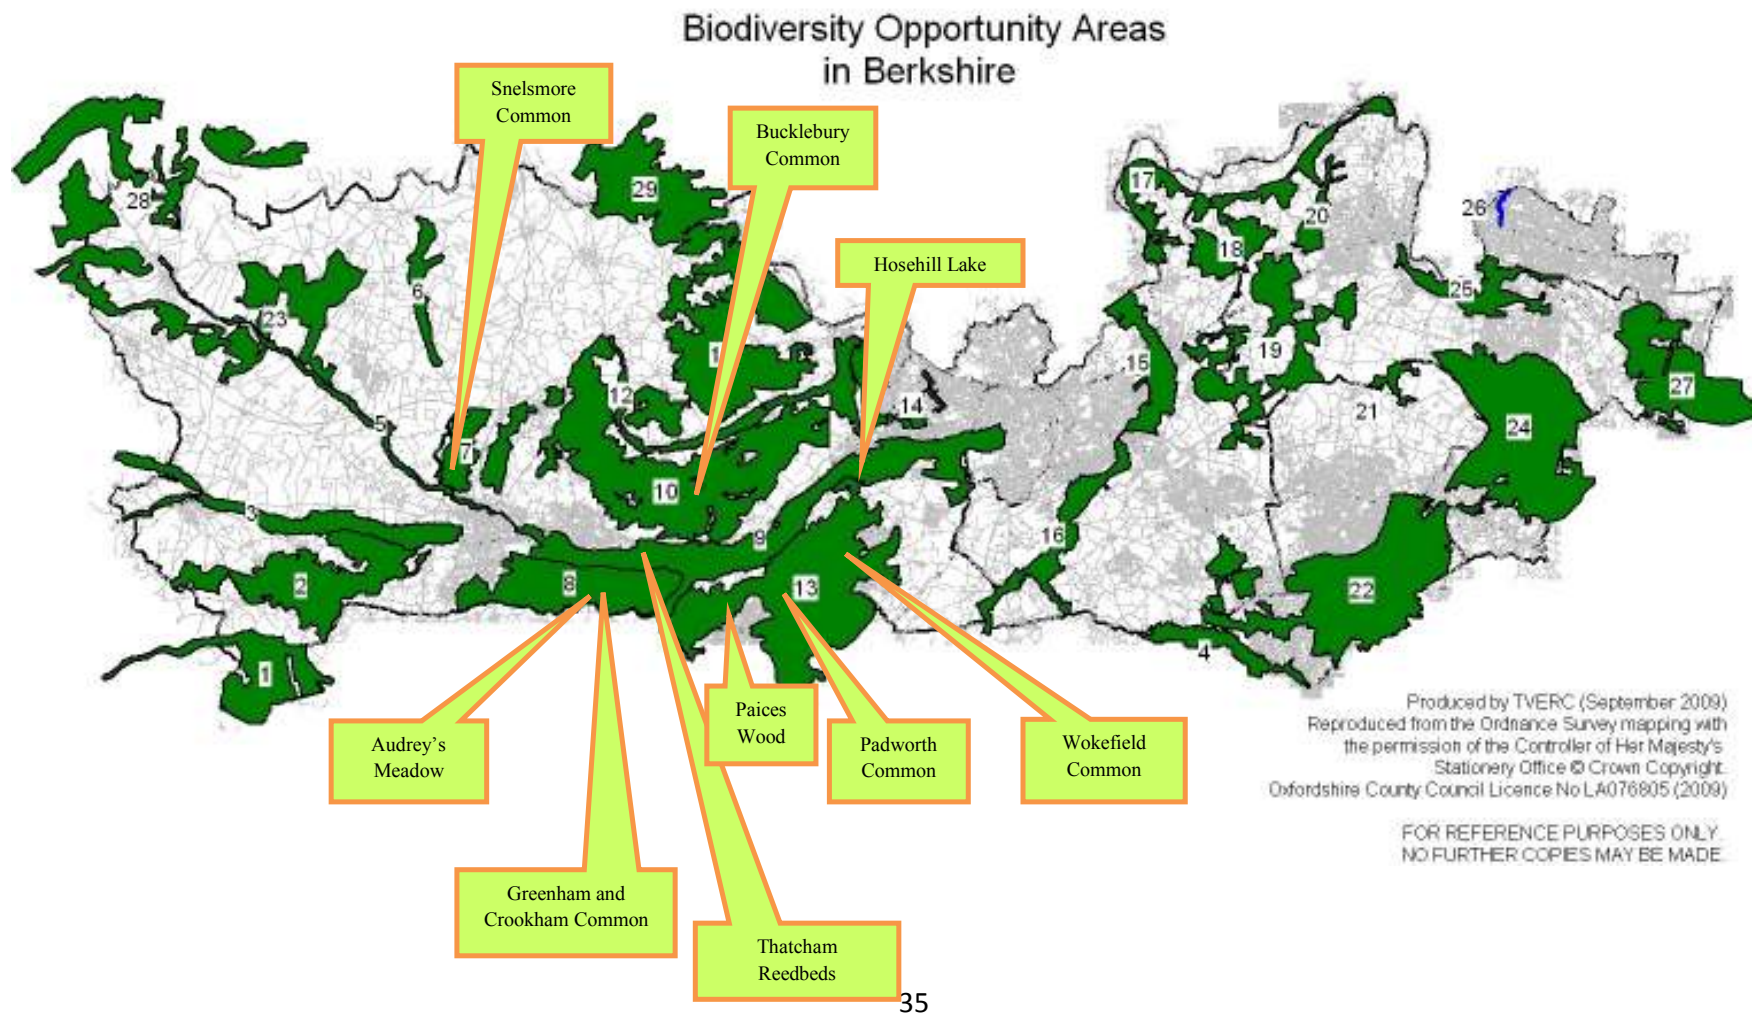 Biodiversity Opportunity Areas
in Berkshire
Snelsmore
Common
Bucklebury
Common
Hosehill Lake
28
29
17
26
20
18
6
25
23
19
15
27
12
14
21
5
24
7
10
3
9
16
2
8
13
22
4
1
Audrey's
Meadow
Paices
Wood
Padworth
Common
Wokefield
Common
Greenham and
Crookham Common
Thatcham
Reedbeds
Produced by TVERC (September 2009)
Reproduced from the Ordnance Survey mapping with
the permission of the Controller of Her Majesty's
Stationery Office © Crown Copyright.
Oxfordshire County Council Licence No LA076805 (2009)
FOR REFERENCE PURPOSES ONLY.
NO FURTHER COPIES MAY BE MADE.
35